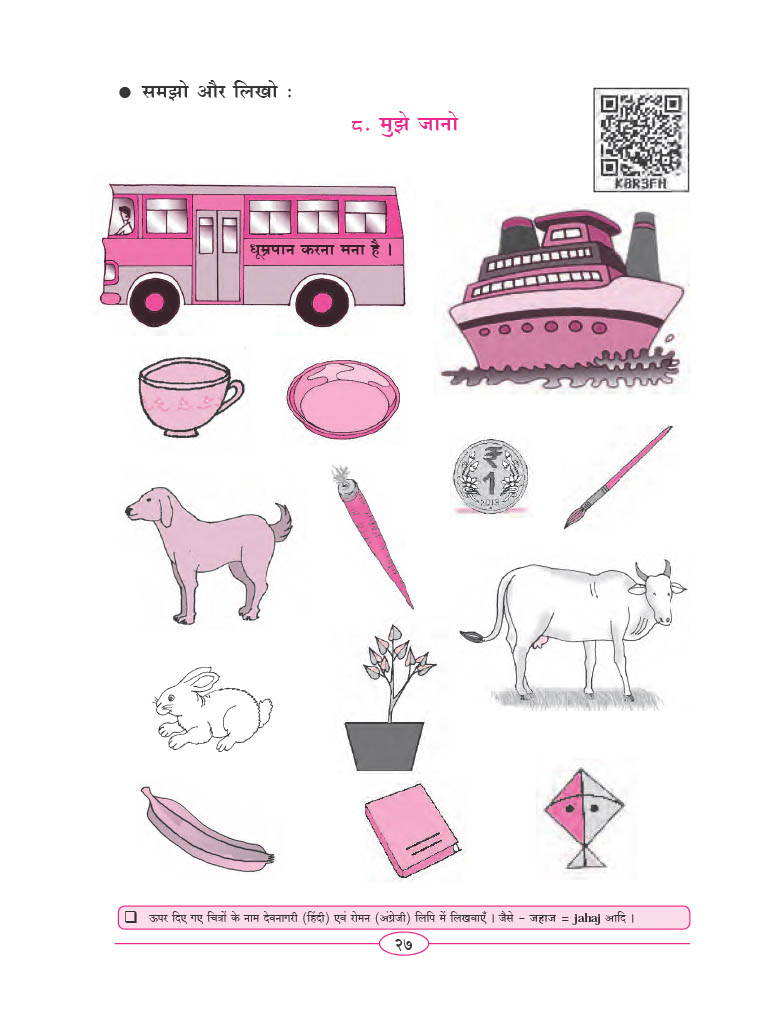 ● समझो और लिखो :
८. मुझे जानो
K8R3FH
धूम्रपान करना मना है ।
₹
1
2013
❑ ऊपर दिए गए चित्रों के नाम देवनागरी (हिंदी) एवं रोमन (अंग्रेजी) लिपि में लिखवाएँ । जैसे - जहाज = jahaj आदि ।
२७